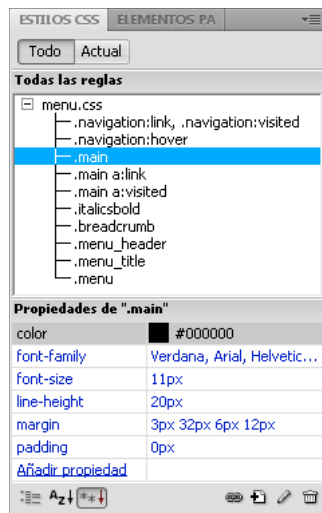 ESTILOS CSS ELEMENTOS PA
Todo Actual
Todas las reglas
menu.css
.navigation:link, .navigation:visited
.navigation:hover
.main
.main a:link
.main a:visited
.italicsbold
.breadcrumb
.menu_header
.menu_title
.menu
Propiedades de ".main"
color #000000
font-family Verdana, Arial, Helvetic...
font-size 11px
line-height 20px
margin 3px 32px 6px 12px
padding 0px
Añadir propiedad
AZ **